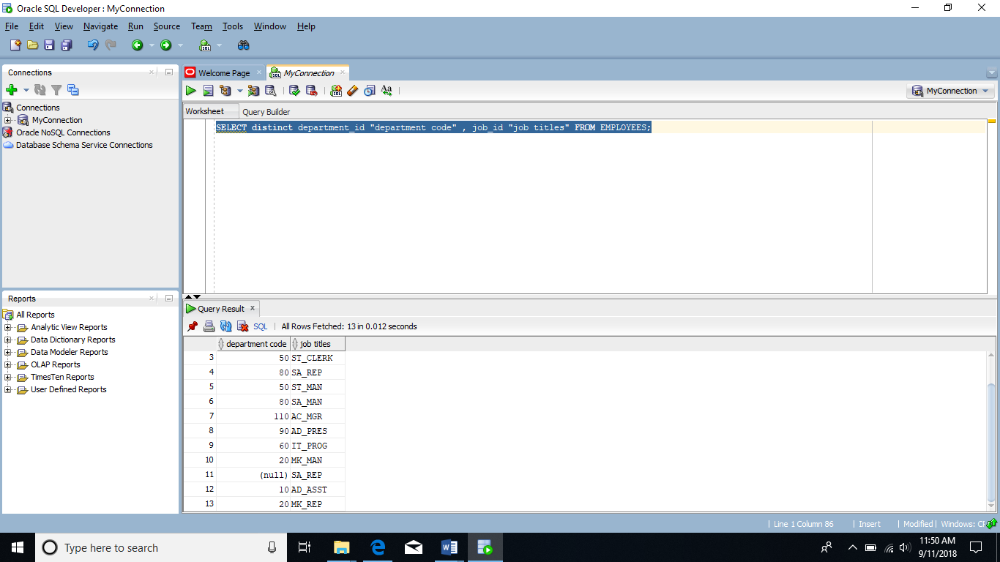 Oracle SQL Developer : MyConnection
File Edit View Navigate Run Source Team Tools Window Help
Connections
Connections
MyConnection
Oracle NoSQL Connections
Database Schema Service Connections
Reports
All Reports
Analytic View Reports
Data Dictionary Reports
Data Modeler Reports
OLAP Reports
TimesTen Reports
User Defined Reports
Welcome Page
MyConnection
MyConnection
Worksheet Query Builder
SELECT distinct department_id "department code" , job_id "job titles" FROM EMPLOYEES;
Query Result
SQL | All Rows Fetched: 13 in 0.012 seconds
department code job titles
3 50 ST_CLERK
4 80 SA_REP
5 50 ST_MAN
6 80 SA_MAN
7 110 AC_MGR
8 90 AD_PRES
9 60 IT_PROG
10 20 MK_MAN
11 (null) SA_REP
12 10 AD_ASST
13 20 MK_REP
| Line 1 Column 86 | Insert | Modified | Windows: CR
Type here to search
11:50 AM
9/11/2018